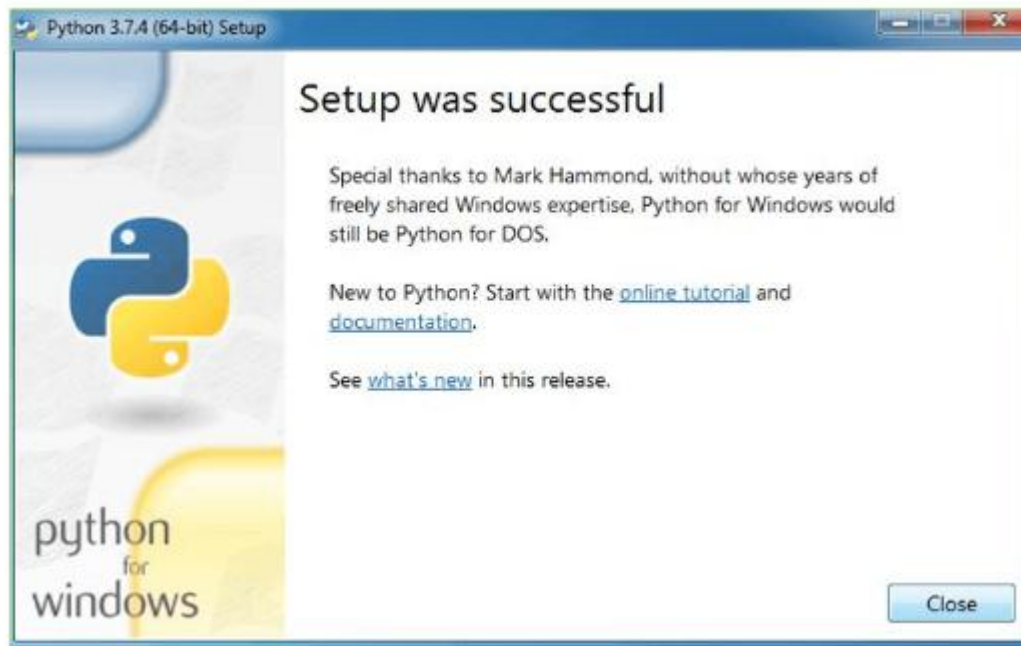 Python 3.7.4 (64-bit) Setup
Setup was successful
Special thanks to Mark Hammond, without whose years of
freely shared Windows expertise, Python for Windows would
still be Python for DOS.
New to Python? Start with the online tutorial and
documentation.
See what's new in this release.
python
for
windows
Close